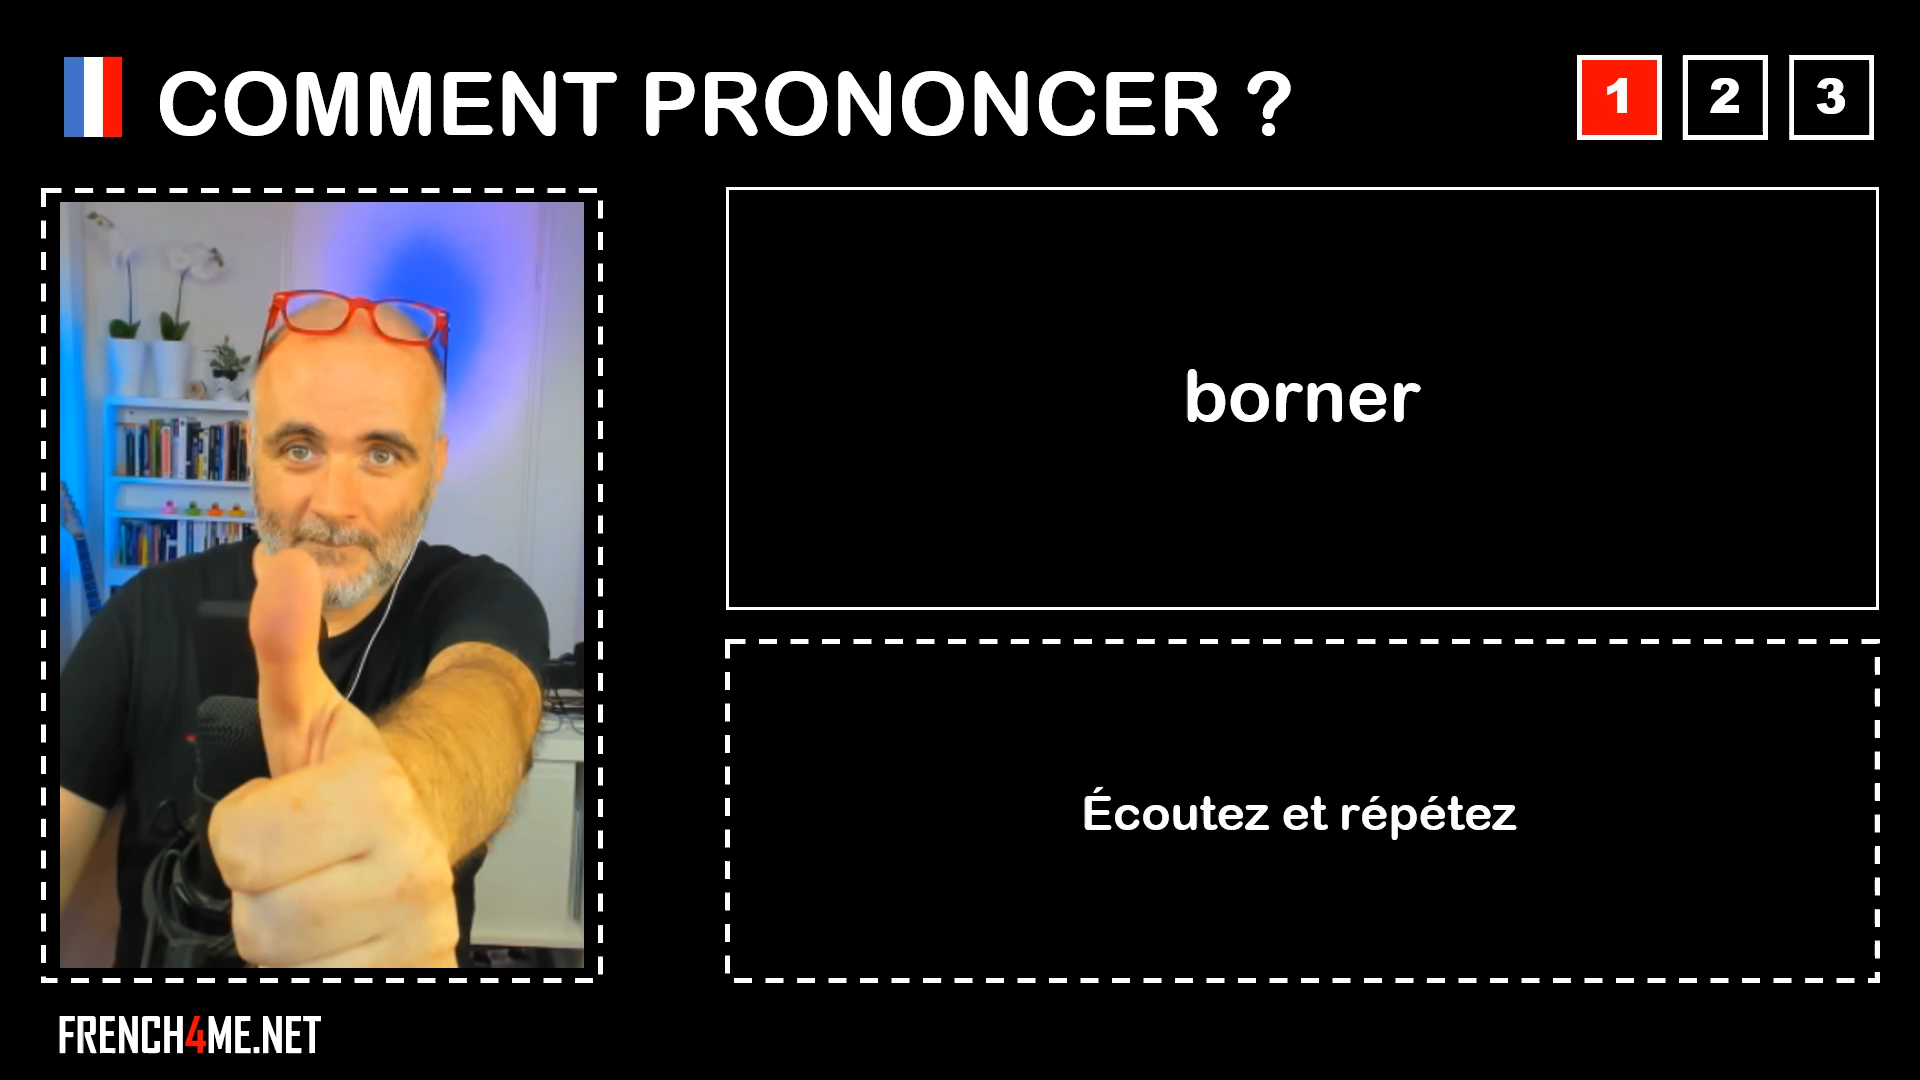 COMMENT PRONONCER ?
1 2 3
borner
Écoutez et répétez
FRENCH4ME.NET